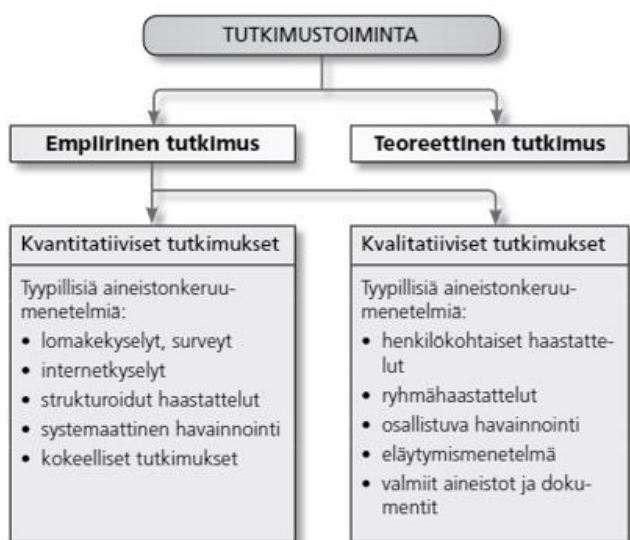 TUTKIMUSTOIMINTA
Empiirinen tutkimus
Teoreettinen tutkimus
Kvantitatiiviset tutkimukset
Tyypillisiä aineistonkeruu-
menetelmiä:
• lomakekyselyt, surveyt
• internetkyselyt
• strukturoidut haastattelut
• systemaattinen havainnointi
• kokeelliset tutkimukset
Kvalitatiiviset tutkimukset
Tyypillisiä aineistonkeruu-
menetelmiä:
• henkilökohtaiset haastatte-
lut
• ryhmähaastattelut
• osallistuva havainnointi
• eläytymismenetelmä
• valmiit aineistot ja doku-
mentit